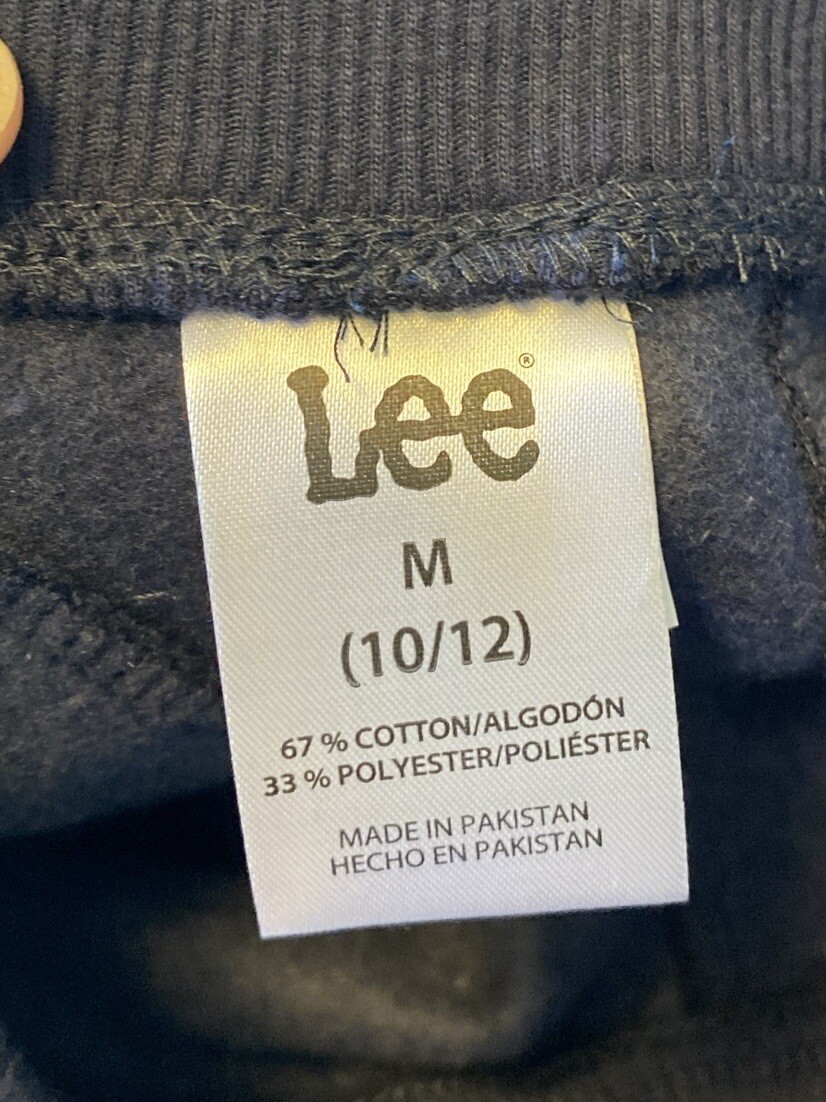 Lee®
M
(10/12)
67 % COTTON/ALGODÓN
33 % POLYESTER/POLIÉSTER
MADE IN PAKISTAN
HECHO EN PAKISTAN